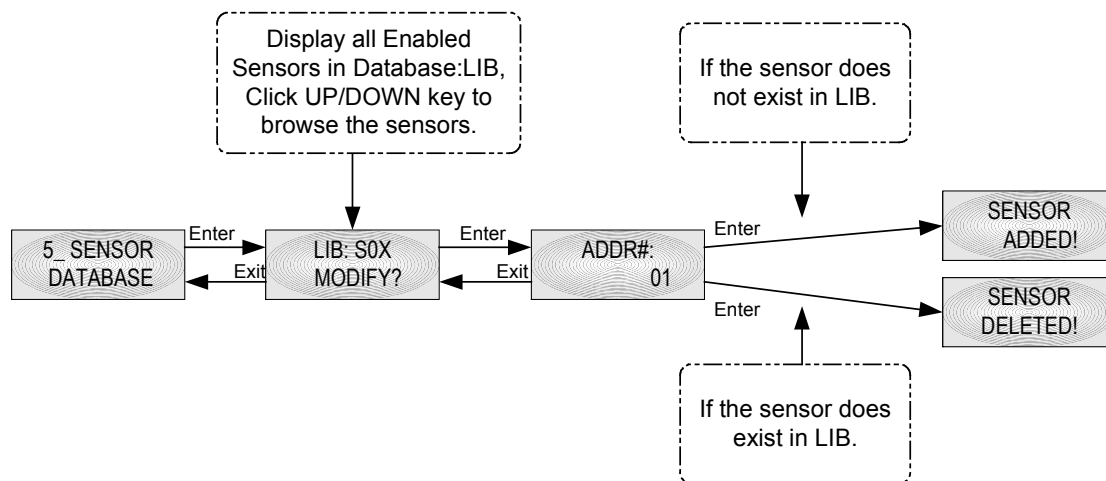 Display all Enabled
Sensors in Database:LIB,
Click UP/DOWN key to
browse the sensors.
If the sensor does
not exist in LIB.
5_ SENSOR
DATABASE
Enter
Exit
LIB: S0X
MODIFY?
Enter
Exit
ADDR#:
01
Enter
Enter
SENSOR
ADDED!
SENSOR
DELETED!
If the sensor does
exist in LIB.